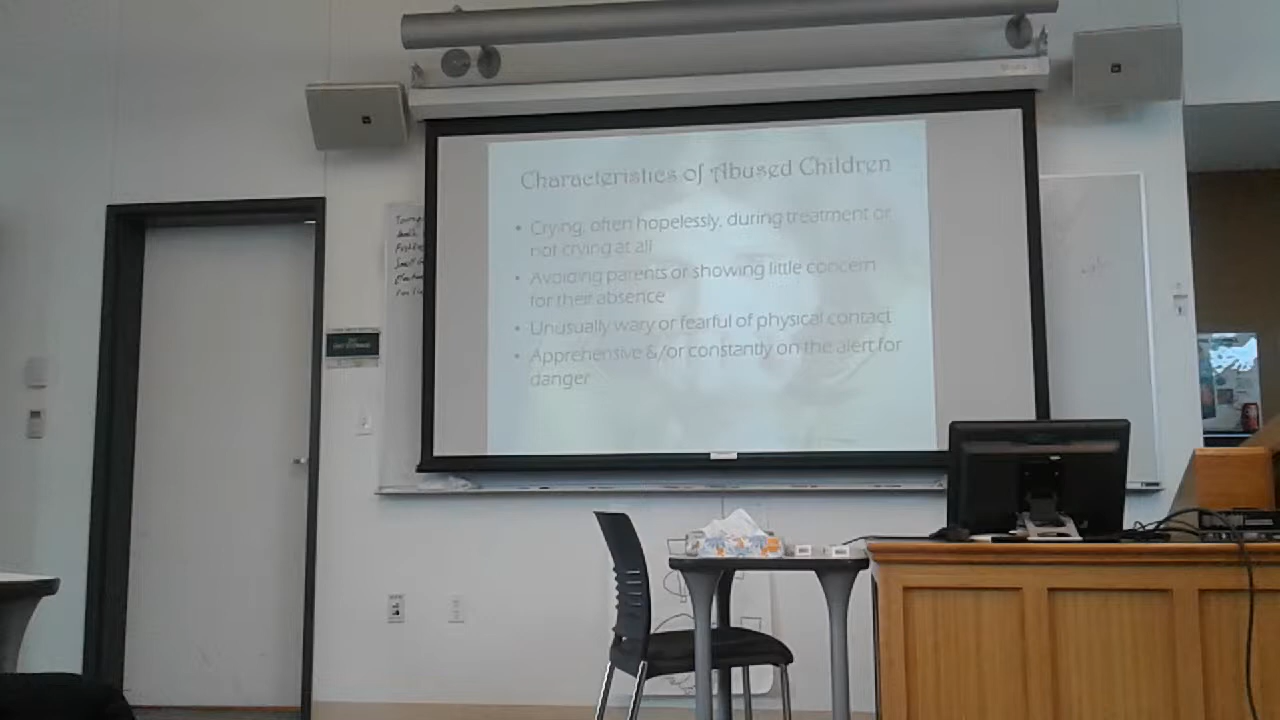 Characteristics of Abused Children
• Crying, often hopelessly, during treatment or
not crying at all
• Avoiding parents or showing little concern
for their absence
• Unusually wary or fearful of physical contact
• Apprehensive &/or constantly on the alert for
danger